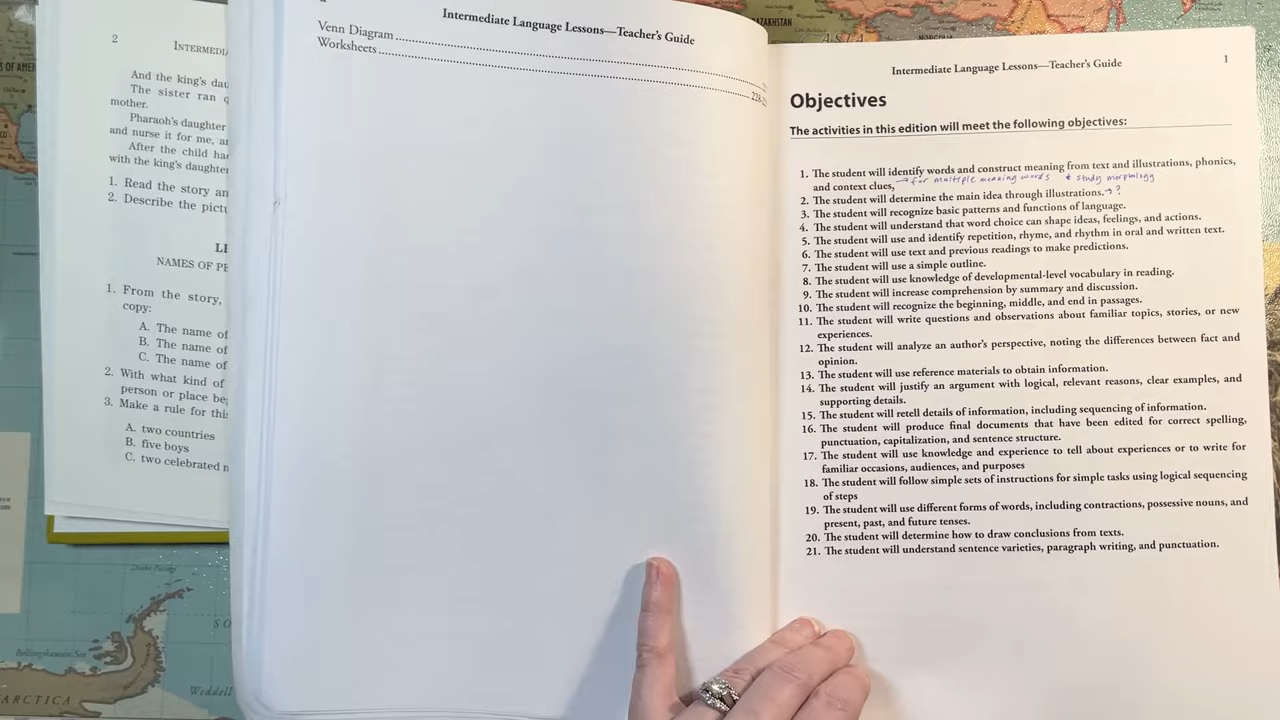 2
INTERMEDI
And the king's dau
The sister ran q
mother.
Pharaoh's daughter
and nurse it for me, an
After the child ha
with the king's daughte
1. Read the story an
2. Describe the pict
LE
NAMES OF PE
1. From the story,
copy:
A. The name of
B. The name of
C. The name of
2. With what kind of
person or place be
3. Make a rule for this
A. two countries
B. five boys
C. two celebrated n
Intermediate Language Lessons—Teacher's Guide
Venn Diagram
Worksheets
Intermediate Language Lessons—Teacher's Guide 1
Objectives
The activities in this edition will meet the following objectives:
1. The student will identify words and construct meaning from text and illustrations, phonics,
→ for multiple meaning words * study morphology
and context clues,
2. The student will determine the main idea through illustrations.→ ?
3. The student will recognize basic patterns and functions of language.
4. The student will understand that word choice can shape ideas, feelings, and actions.
5. The student will use and identify repetition, rhyme, and rhythm in oral and written text.
6. The student will use text and previous readings to make predictions.
7. The student will use a simple outline.
8. The student will use knowledge of developmental-level vocabulary in reading.
9. The student will increase comprehension by summary and discussion.
10. The student will recognize the beginning, middle, and end in passages.
11. The student will write questions and observations about familiar topics, stories, or new
experiences.
12. The student will analyze an author's perspective, noting the differences between fact and
opinion.
13. The student will use reference materials to obtain information.
14. The student will justify an argument with logical, relevant reasons, clear examples, and
supporting details.
15. The student will retell details of information, including sequencing of information.
16. The student will produce final documents that have been edited for correct spelling,
punctuation, capitalization, and sentence structure.
17. The student will use knowledge and experience to tell about experiences or to write for
familiar occasions, audiences, and purposes
18. The student will follow simple sets of instructions for simple tasks using logical sequencing
of steps
19. The student will use different forms of words, including contractions, possessive nouns, and
present, past, and future tenses.
20. The student will determine how to draw conclusions from texts.
21. The student will understand sentence varieties, paragraph writing, and punctuation.
Bellingshausen Sea
Weddell
ARCTICA